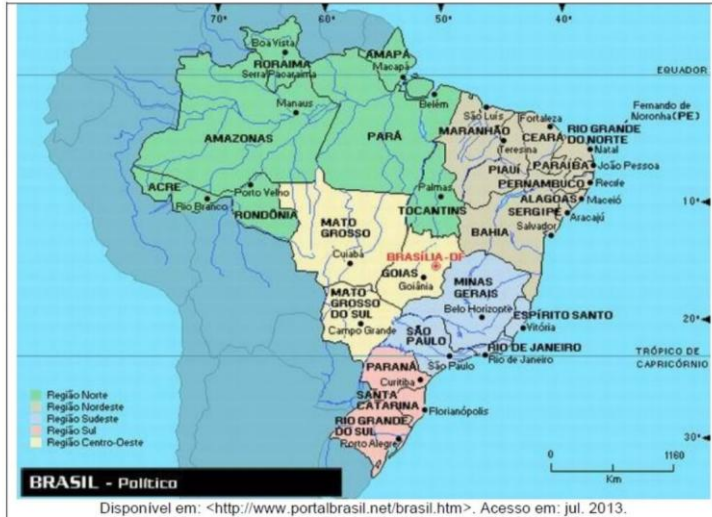 70° 60° 50° 40°
Boa Vista
RORAIMA
Serra Pacaraima
AMAPÁ
Macapá
EQUADOR
Belém
Manaus
São Luís
Fortaleza
Fernando de
Noronha(PE)
AMAZONAS
PARÁ
MARANHÃO
Teresina
CEARÁ
RIO GRANDE
DO NORTE
Natal
PIAUÍ
PARAÍBA
João Pessoa
ACRE
Rio Branco
Porto Velho
RONDÔNIA
Palmas
TOCANTINS
PERNAMBUCO
Recife
ALAGOAS
Maceió
SERGIPE
Aracajú
10°
MATO
GROSSO
Cuiabá
Salvador
BAHIA
BRASÍLIA-DF
GOIÁS
Goiânia
MINAS
GERAIS
Belo Horizonte
MATO
GROSSO
DO SUL
Campo Grande
ESPÍRITO SANTO
Vitória
20°
SÃO
PAULO
São Paulo
RIO DE JANEIRO
Rio de Janeiro
TRÓPICO DE
CAPRICÓRNIO
PARANÁ
Curitiba
SANTA
CATARINA
Florianópolis
RIO GRANDE
DO SUL
Porto Alegre
30°
Região Norte
Região Nordeste
Região Sudeste
Região Sul
Região Centro-Oeste
0 1160
Km
BRASIL - Político
Disponível em: <http://www.portalbrasil.net/brasil.htm>. Acesso em: jul. 2013.